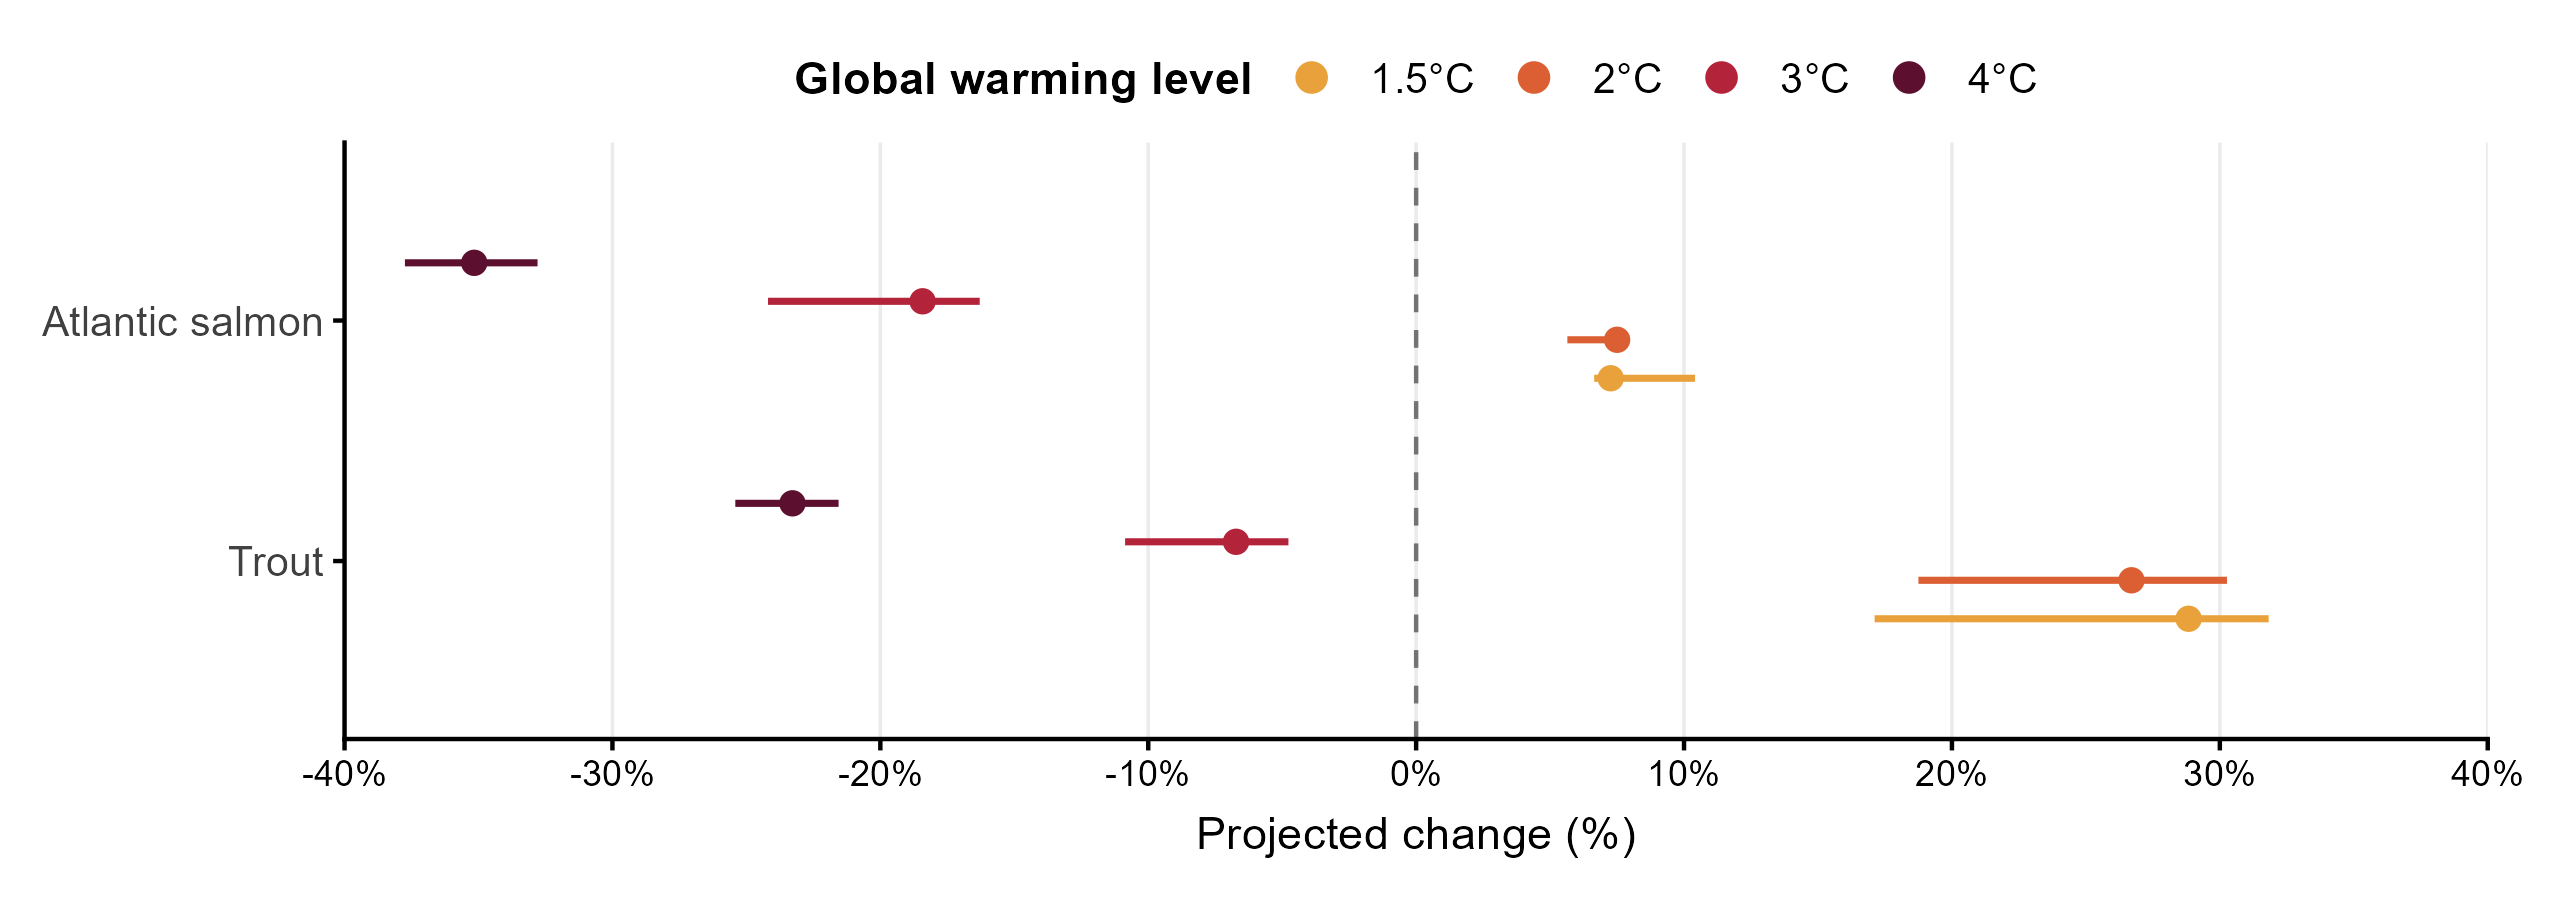 Global warming level 1.5°C 2°C 3°C 4°C
Atlantic salmon
Trout
-40% -30% -20% -10% 0% 10% 20% 30% 40%
Projected change (%)